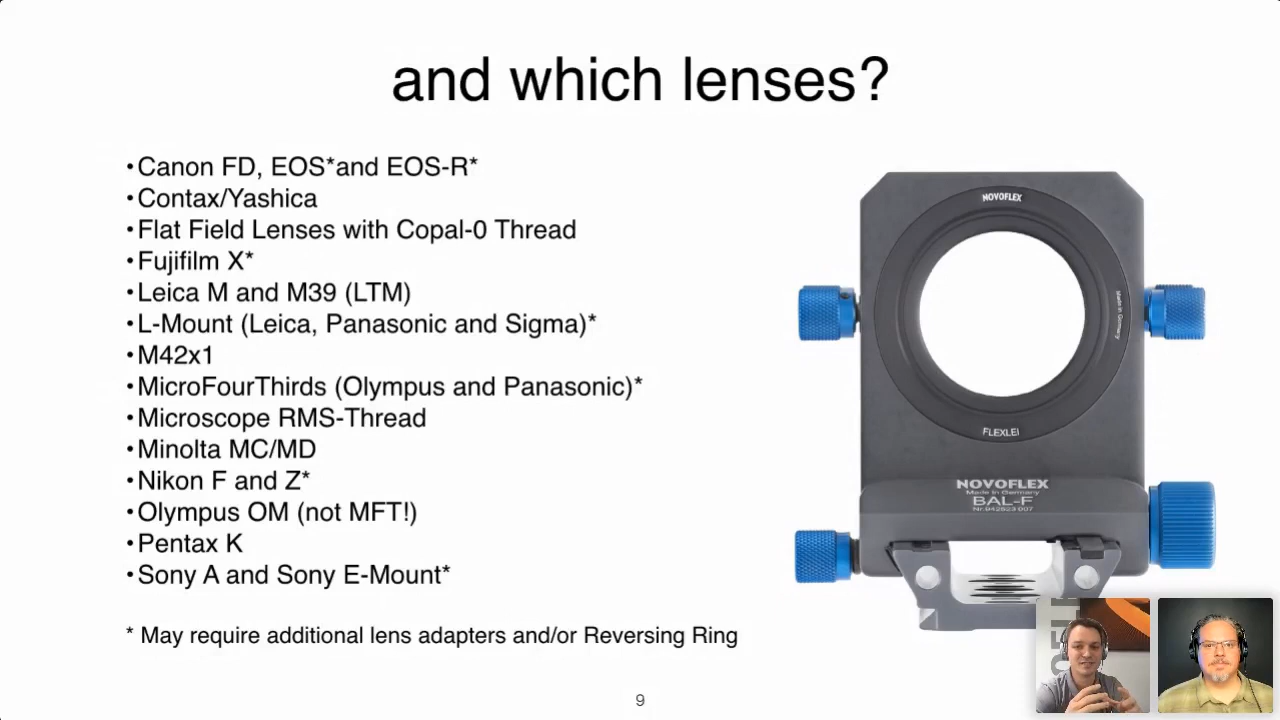 and which lenses?
•Canon FD, EOS*and EOS-R*
•Contax/Yashica
•Flat Field Lenses with Copal-0 Thread
•Fujifilm X*
•Leica M and M39 (LTM)
•L-Mount (Leica, Panasonic and Sigma)*
•M42x1
•MicroFourThirds (Olympus and Panasonic)*
•Microscope RMS-Thread
•Minolta MC/MD
•Nikon F and Z*
•Olympus OM (not MFT!)
•Pentax K
•Sony A and Sony E-Mount*
* May require additional lens adapters and/or Reversing Ring
NOVOFLEX
Made in Germany
FLEXLEI
NOVOFLEX
Made in Germany
BAL-F
9